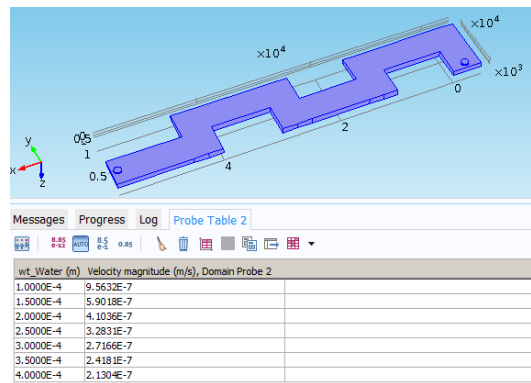 ×10⁴
×10⁴
×10³
0
2
4
y
x
z
0.5
0
1
0.5
Messages Progress Log Probe Table 2
8.85 e-12 AUTO 8.5 e-1 0.85
wt_Water (m) Velocity magnitude (m/s), Domain Probe 2
1.0000E-4 9.5632E-7
1.5000E-4 5.9018E-7
2.0000E-4 4.1036E-7
2.5000E-4 3.2831E-7
3.0000E-4 2.7166E-7
3.5000E-4 2.4181E-7
4.0000E-4 2.1304E-7